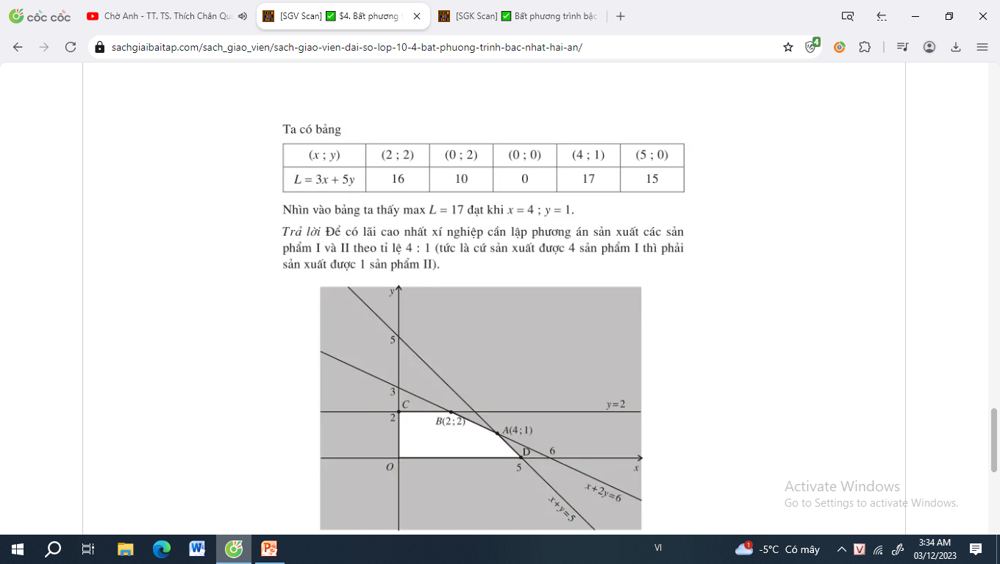 cốc cốc
Chờ Anh - TT. TS. Thích Chân Qua
[SGV Scan] ✅ $4. Bất phương t
[SGK Scan] ✅ Bất phương trình bậc
sachgiaibaitap.com/sach_giao_vien/sach-giao-vien-dai-so-lop-10-4-bat-phuong-trinh-bac-nhat-hai-an/
4
Ta có bảng
(x ; y) (2 ; 2) (0 ; 2) (0 ; 0) (4 ; 1) (5 ; 0)
L = 3x + 5y 16 10 0 17 15
Nhìn vào bảng ta thấy max L = 17 đạt khi x = 4 ; y = 1.
Trả lời Để có lãi cao nhất xí nghiệp cần lập phương án sản xuất các sản
phẩm I và II theo tỉ lệ 4 : 1 (tức là cứ sản xuất được 4 sản phẩm I thì phải
sản xuất được 1 sản phẩm II).
y
5
3
C
y=2
2
B(2;2)
A(4;1)
D
6
O
5
x
x+2y=6
x+y=5
Activate Windows
Go to Settings to activate Windows.
VI
1
-5°C Có mây
V
3:34 AM
03/12/2023